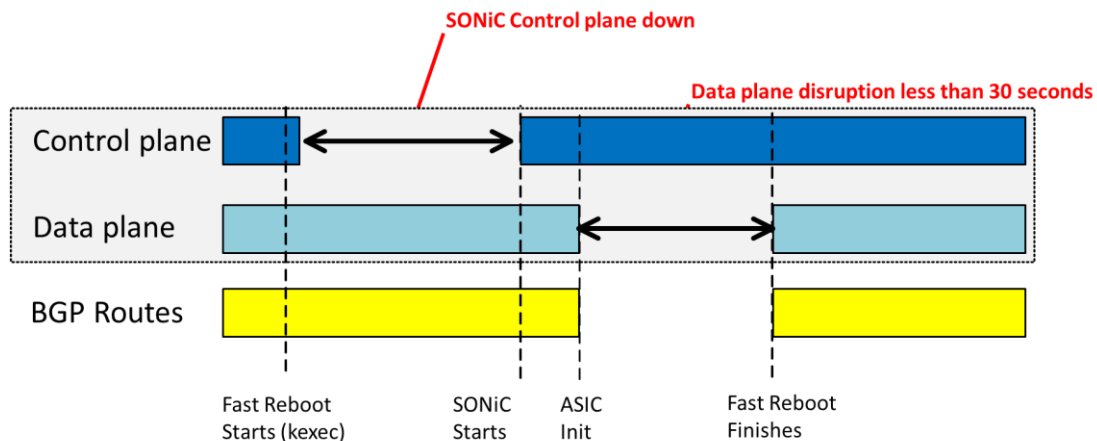 SONiC Control plane down
Data plane disruption less than 30 seconds
Control plane
Data plane
BGP Routes
Fast Reboot
Starts (kexec)
SONiC
Starts
ASIC
Init
Fast Reboot
Finishes